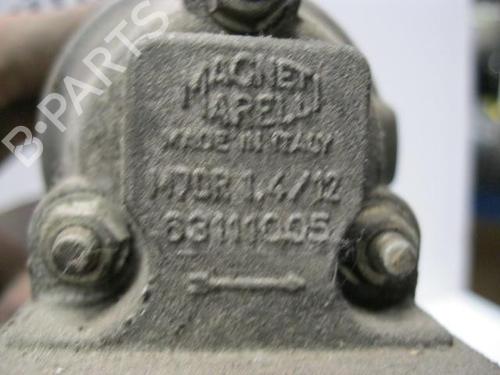 MAGNETI
MARELLI
MADE IN ITALY
M70R 1.4/12
63111005
B-PARTS